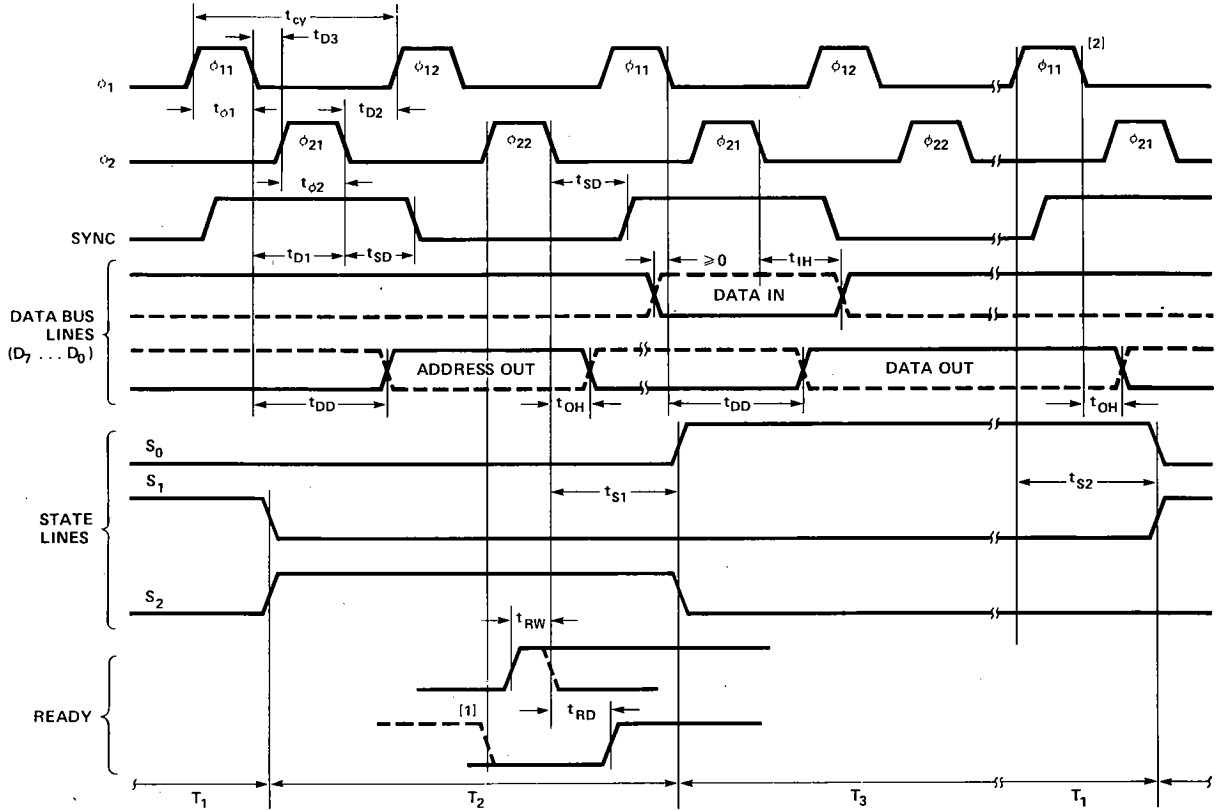 tCY
tD3
ϕ11 ϕ12 ϕ11 ϕ12 ϕ11 [2]
ϕ1
tϕ1 tD2
ϕ21 ϕ22 ϕ21 ϕ22 ϕ21
ϕ2
tϕ2 tSD
SYNC
tD1 tSD ≥0 tIH
DATA IN
DATA BUS
LINES
(D7 ... D0)
ADDRESS OUT DATA OUT
tDD tOH tDD tOH
S0
S1
tS1 tS2
STATE
LINES
S2
tRW
READY
[1]
tRD
T1 T2 T3 T1